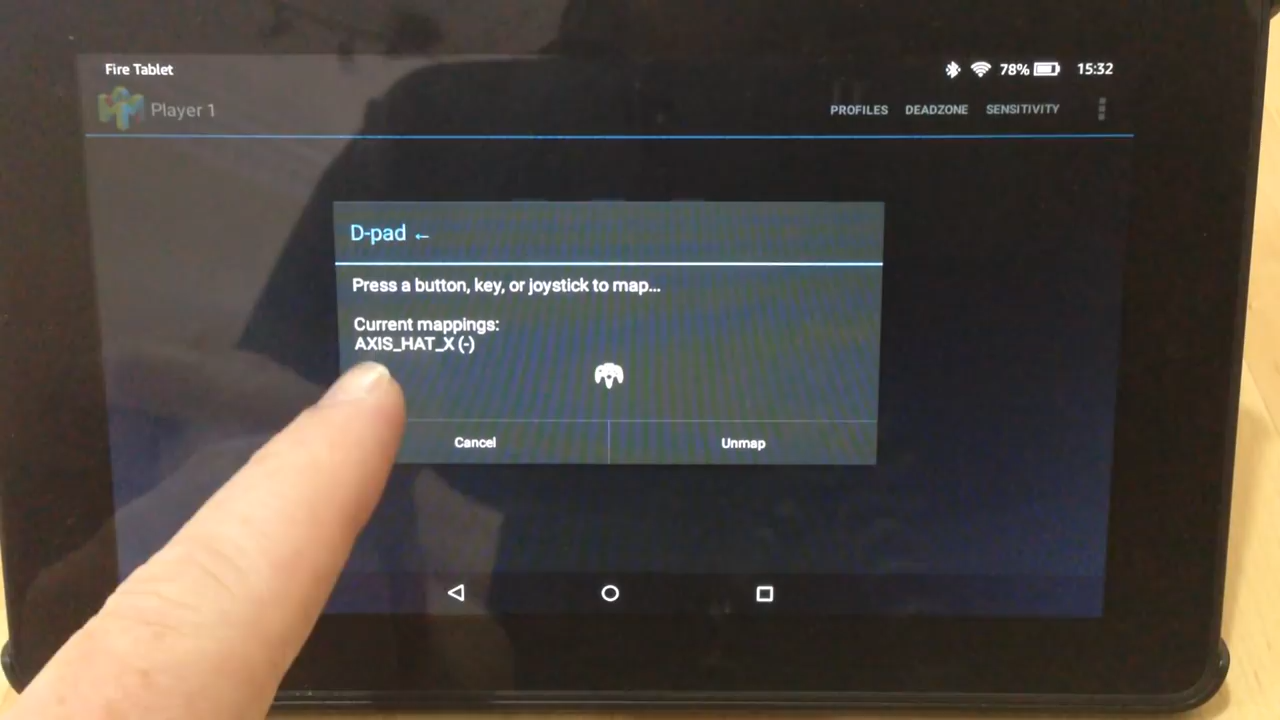 Fire Tablet 78% 15:32
Player 1 PROFILES DEADZONE SENSITIVITY
D-pad ←
Press a button, key, or joystick to map...
Current mappings:
AXIS_HAT_X (-)
Cancel Unmap